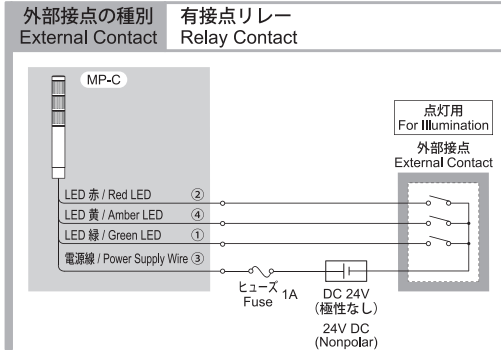 外部接点の種別 有接点リレー
External Contact Relay Contact
MP-C
点灯用
For Illumination
外部接点
External Contact
LED 赤 / Red LED ②
LED 黄 / Amber LED ④
LED 緑 / Green LED ①
電源線 / Power Supply Wire ③
ヒューズ 1A
Fuse
DC 24V
(極性なし)
24V DC
(Nonpolar)